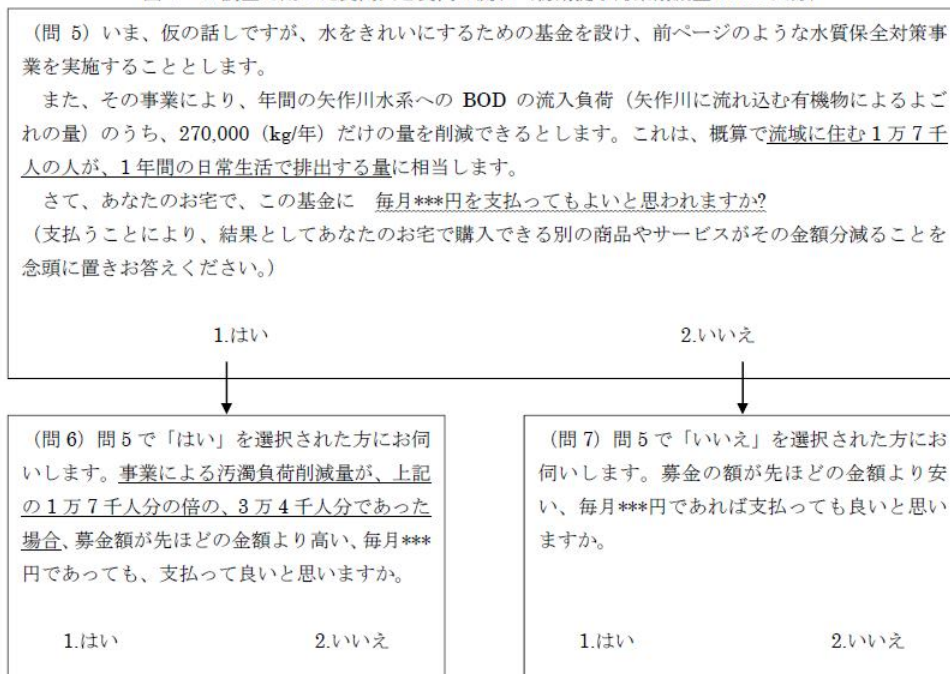 （問 5）いま、仮の話しですが、水をきれいにするための基金を設け、前ページのような水質保全対策事
業を実施することとします。
また、その事業により、年間の矢作川水系への BOD の流入負荷（矢作川に流れ込む有機物によるよご
れの量）のうち、270,000（kg/年）だけの量を削減できるとします。これは、概算で流域に住む 1 万 7 千
人の人が、1 年間の日常生活で排出する量に相当します。
さて、あなたのお宅で、この基金に 毎月***円を支払ってもよいと思われますか?
（支払うことにより、結果としてあなたのお宅で購入できる別の商品やサービスがその金額分減ることを
念頭に置きお答えください。）
1.はい 2.いいえ
（問 6）問 5 で「はい」を選択された方にお伺
いします。事業による汚濁負荷削減量が、上記
の 1 万 7 千人分の倍の、3 万 4 千人分であった
場合、募金額が先ほどの金額より高い、毎月***
円であっても、支払って良いと思いますか。
1.はい 2.いいえ
（問 7）問 5 で「いいえ」を選択された方にお
伺いします。募金の額が先ほどの金額より安
い、毎月***円であれば支払っても良いと思い
ますか。
1.はい 2.いいえ